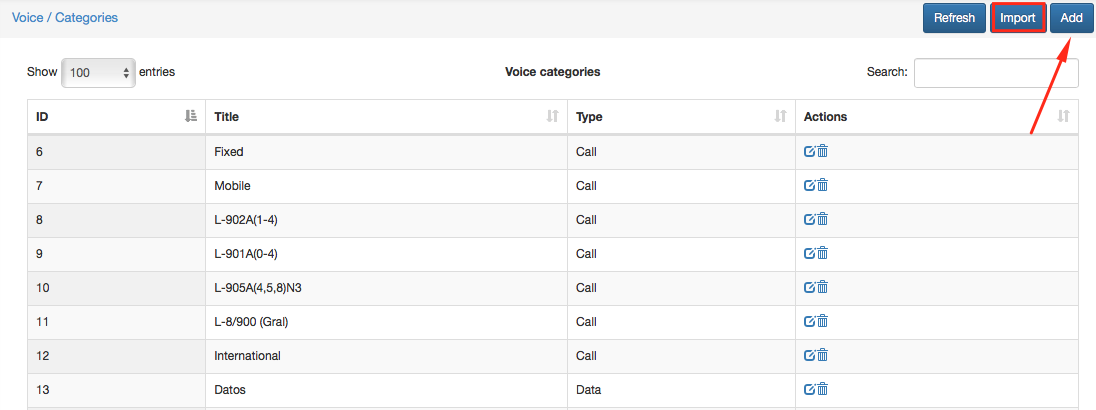 Voice / Categories Refresh Import Add
Show 100 entries Voice categories Search:
ID Title Type Actions
6 Fixed Call
7 Mobile Call
8 L-902A(1-4) Call
9 L-901A(0-4) Call
10 L-905A(4,5,8)N3 Call
11 L-8/900 (Gral) Call
12 International Call
13 Datos Data